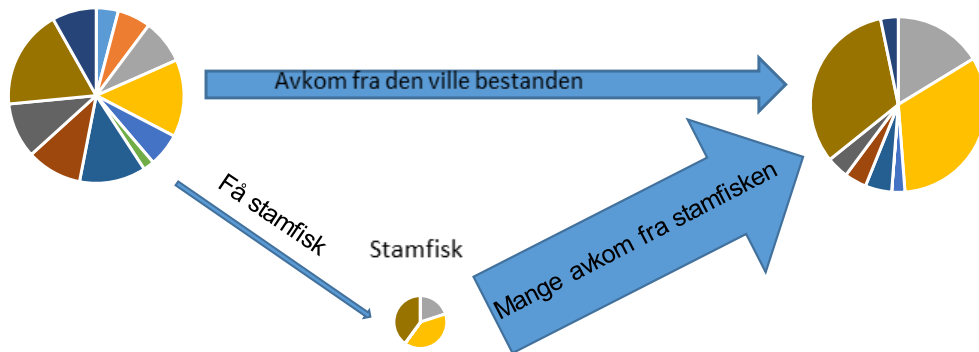 Avkom fra den ville bestanden
Få stamfisk
Stamfisk
Mange avkom fra stamfisken